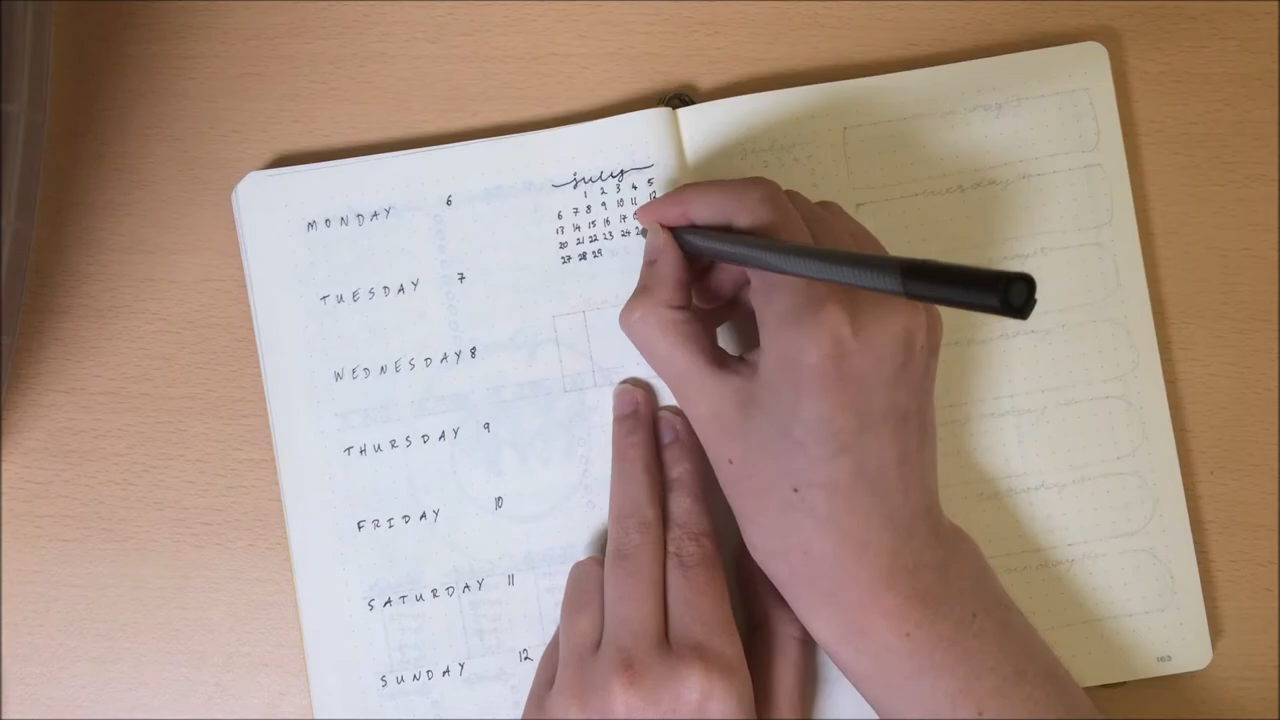 MONDAY 6
july
1 2 3 4 5
6 7 8 9 10 11 12
13 14 15 16 17
20 21 22 23 24
27 28 29
TUESDAY 7
WEDNESDAY 8
THURSDAY 9
FRIDAY 10
SATURDAY 11
SUNDAY 12
163